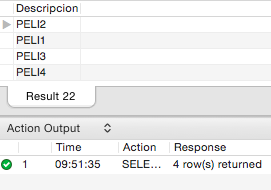 Descripcion
PELI2
PELI1
PELI3
PELI4
Result 22
Action Output
Time Action Response
1 09:51:35 SELE... 4 row(s) returned